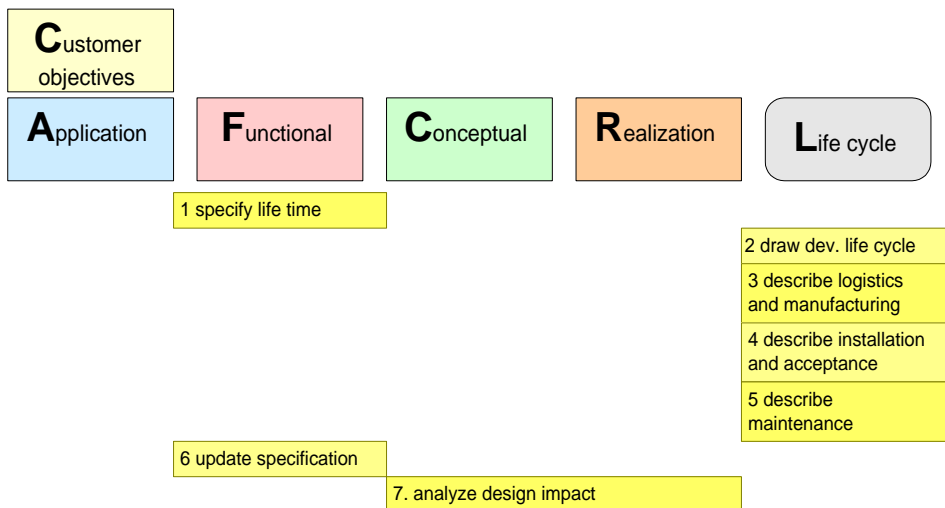 Customer
objectives
Application
Functional
Conceptual
Realization
Life cycle
1 specify life time
2 draw dev. life cycle
3 describe logistics
and manufacturing
4 describe installation
and acceptance
5 describe
maintenance
6 update specification
7. analyze design impact